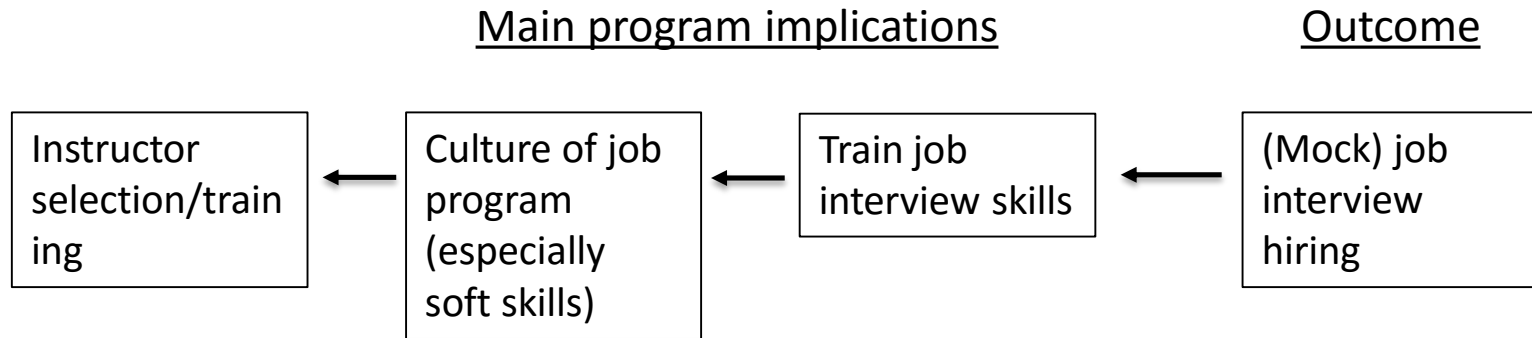 Main program implications
Outcome
Instructor
selection/train
ing
Culture of job
program
(especially
soft skills)
Train job
interview skills
(Mock) job
interview
hiring